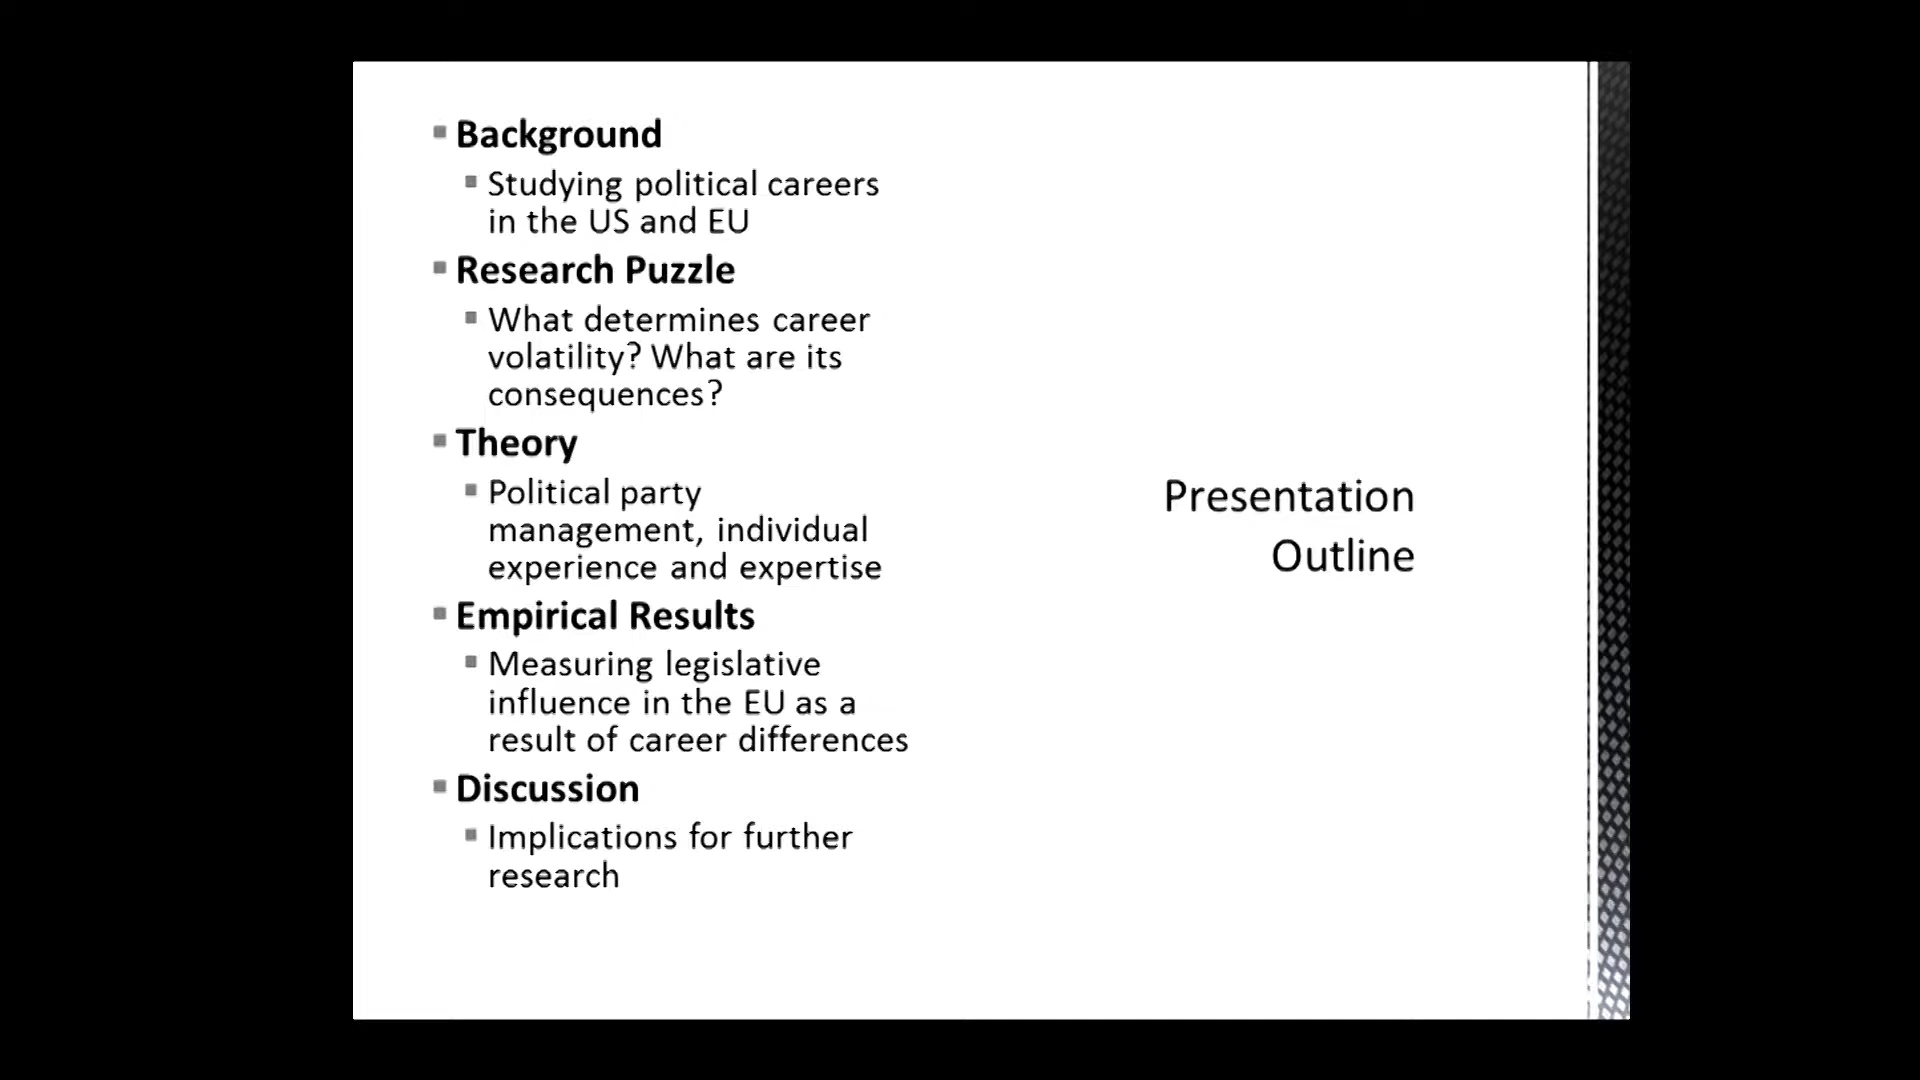 Background
Studying political careers
in the US and EU
Research Puzzle
What determines career
volatility? What are its
consequences?
Theory
Political party
management, individual
experience and expertise
Empirical Results
Measuring legislative
influence in the EU as a
result of career differences
Discussion
Implications for further
research
Presentation
Outline